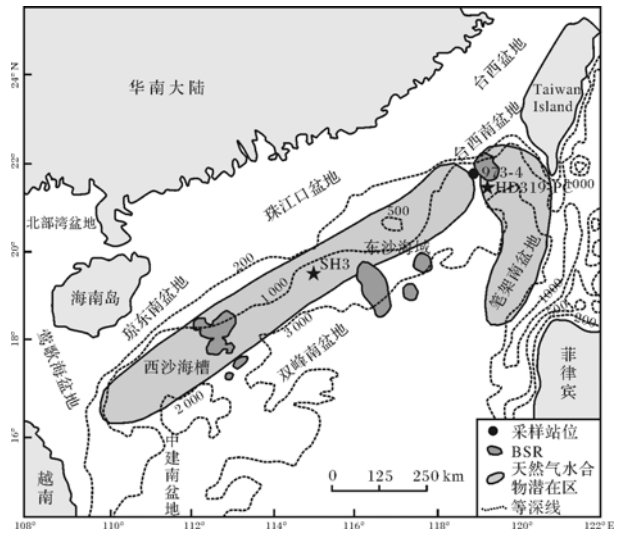 24° N
22°
20°
18°
16°
108°
110°
112°
114°
116°
118°
120°
122° E
华南大陆
台西盆地
Taiwan
Island
台西南盆地
973-4
HD319
1000
珠江口盆地
北部湾盆地
500
东沙海域
200
SH3
1 000
笔架南盆地
海南岛
琼东南盆地
3 000
1000
莺歌海盆地
双峰南盆地
西沙海槽
菲律宾
2 000
中建南盆地
越南
0 125 250 km
采样站位
BSR
天然气水合
物潜在区
等深线